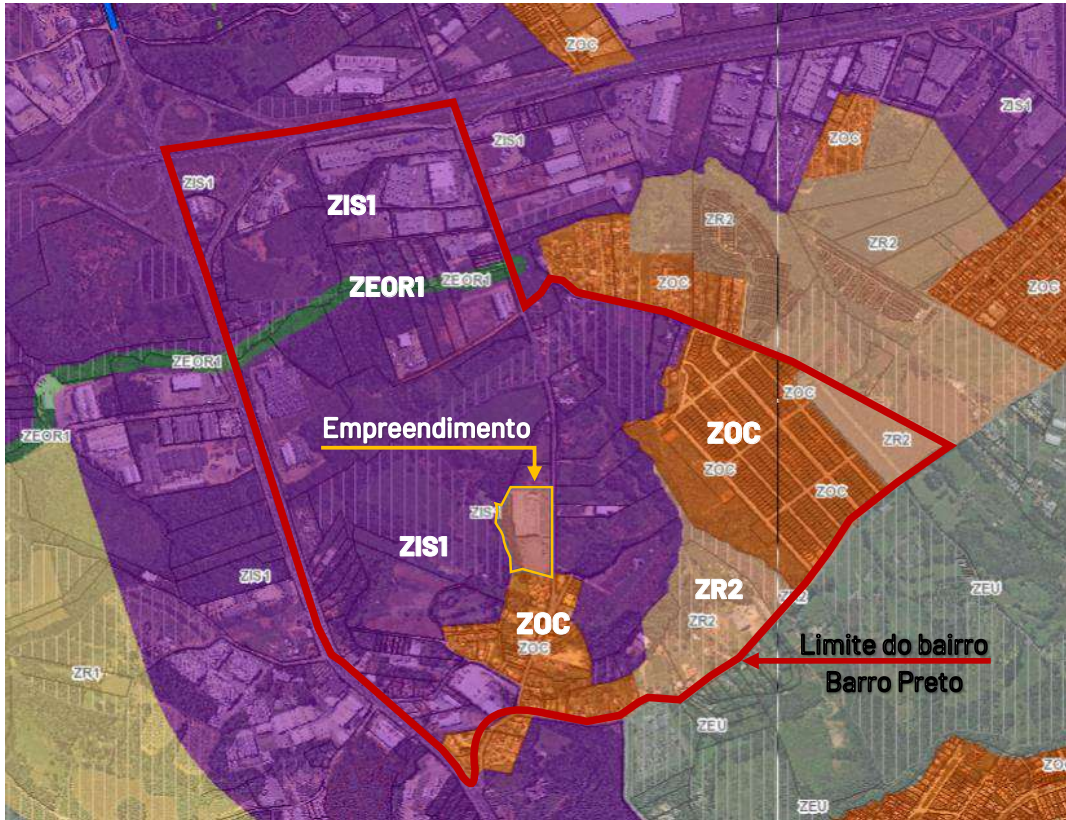 ZOC
ZIS1
ZIS1
ZOC
ZIS1
ZIS1
ZR2
ZR2
ZEOR1
ZEOR1
ZOC
ZOC
ZEOR1
ZOC
ZEOR1
Empreendimento
ZOC
ZR2
ZOC
ZOC
ZIS1
ZIS1
ZIS1
ZR2
ZEU
ZOC
ZR2
ZOC
Limite do bairro
Barro Preto
ZR1
ZEU
ZEU